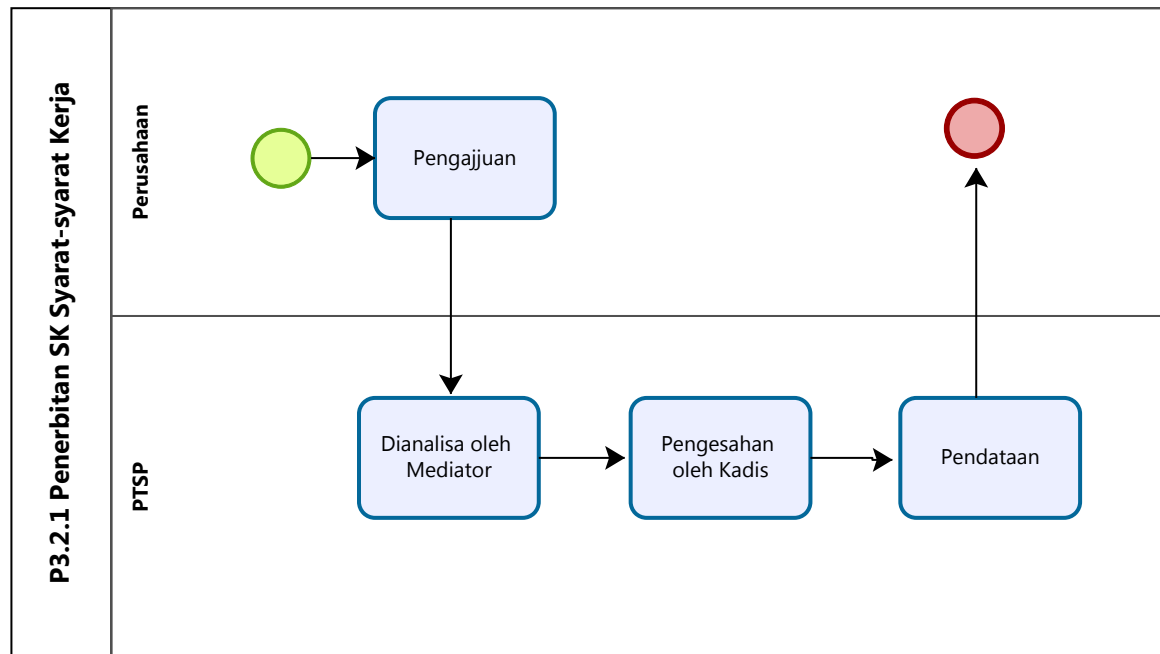 P3.2.1 Penerbitan SK Syarat-syarat Kerja
Perusahaan
Pengajjuan
PTSP
Dianalisa oleh
Mediator
Pengesahan
oleh Kadis
Pendataan